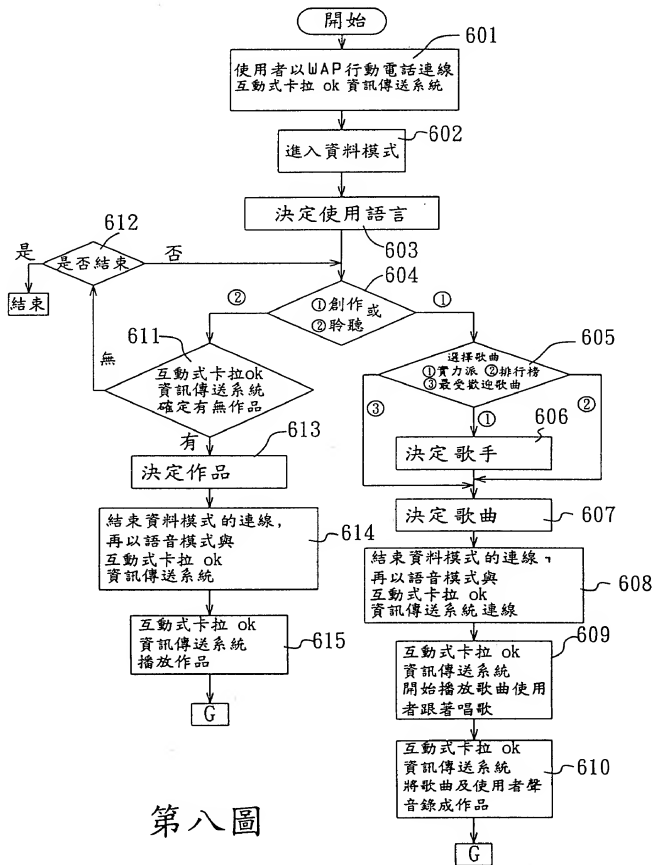 開始
601
使用者以WAP行動電話連線
互動式卡拉 ok 資訊傳送系統
602
進入資料模式
決定使用語言
603
612
是
是否結束
否
結束
604
①創作或
②聆聽
②
①
611
無
互動式卡拉ok
資訊傳送系統
確定有無作品
有
605
選擇歌曲
①實力派 ②排行榜
③最受歡迎歌曲
③
①
②
606
決定歌手
613
決定作品
決定歌曲
607
結束資料模式的連線,
再以語音模式與
互動式卡拉 ok
資訊傳送系統
614
結束資料模式的連線、
再以語音模式與
互動式卡拉 ok
資訊傳送系統連線
608
互動式卡拉 ok
資訊傳送系統
播放作品
615
G
609
互動式卡拉 ok
資訊傳送系統
開始播放歌曲使用
者跟著唱歌
互動式卡拉 ok
資訊傳送系統
將歌曲及使用者聲
音錄成作品
610
G
第八圖